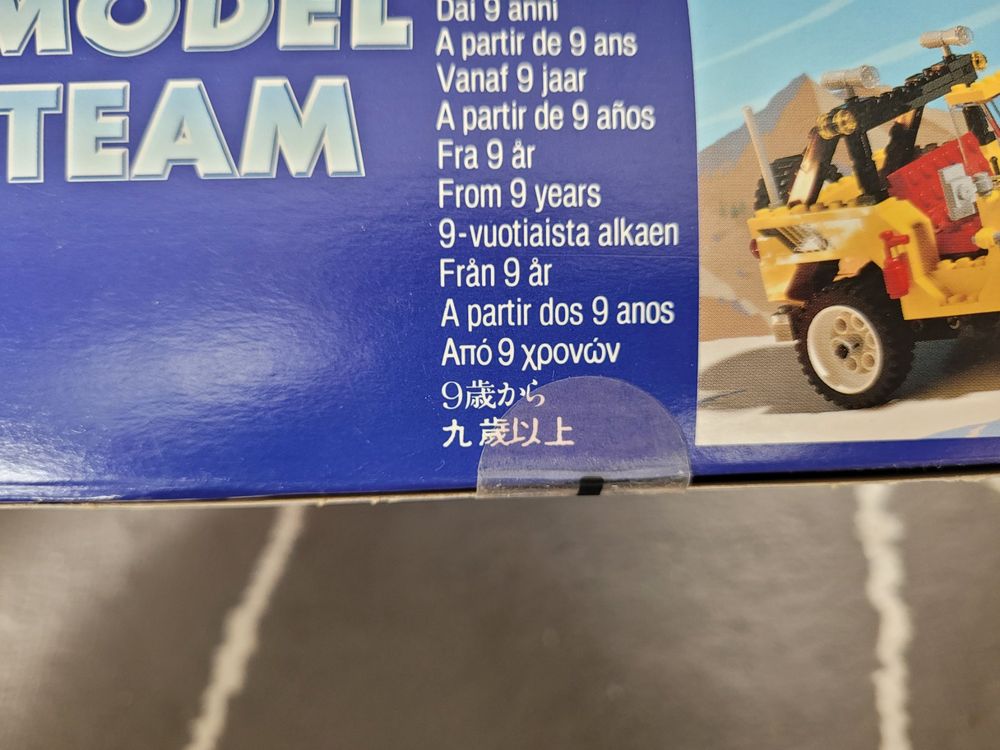 MODEL
TEAM
Dai 9 anni
A partir de 9 ans
Vanaf 9 jaar
A partir de 9 años
Fra 9 år
From 9 years
9-vuotiaista alkaen
Från 9 år
A partir dos 9 anos
Από 9 χρονών
9歳から
九歲以上